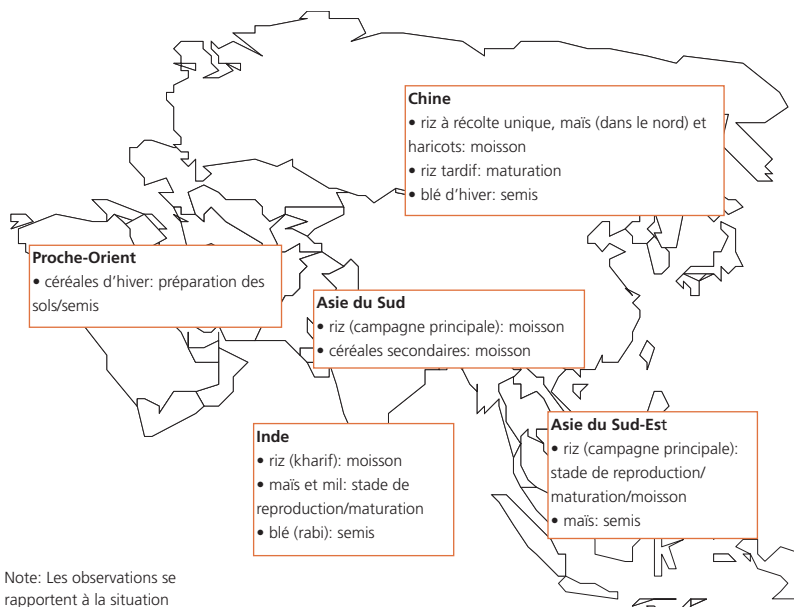 Chine
• riz à récolte unique, maïs (dans le nord) et
haricots: moisson
• riz tardif: maturation
• blé d'hiver: semis
Proche-Orient
• céréales d'hiver: préparation des
sols/semis
Asie du Sud
• riz (campagne principale): moisson
• céréales secondaires: moisson
Inde
• riz (kharif): moisson
• maïs et mil: stade de
reproduction/maturation
• blé (rabi): semis
Asie du Sud-Est
• riz (campagne principale):
stade de reproduction/
maturation/moisson
• maïs: semis
Note: Les observations se
rapportent à la situation